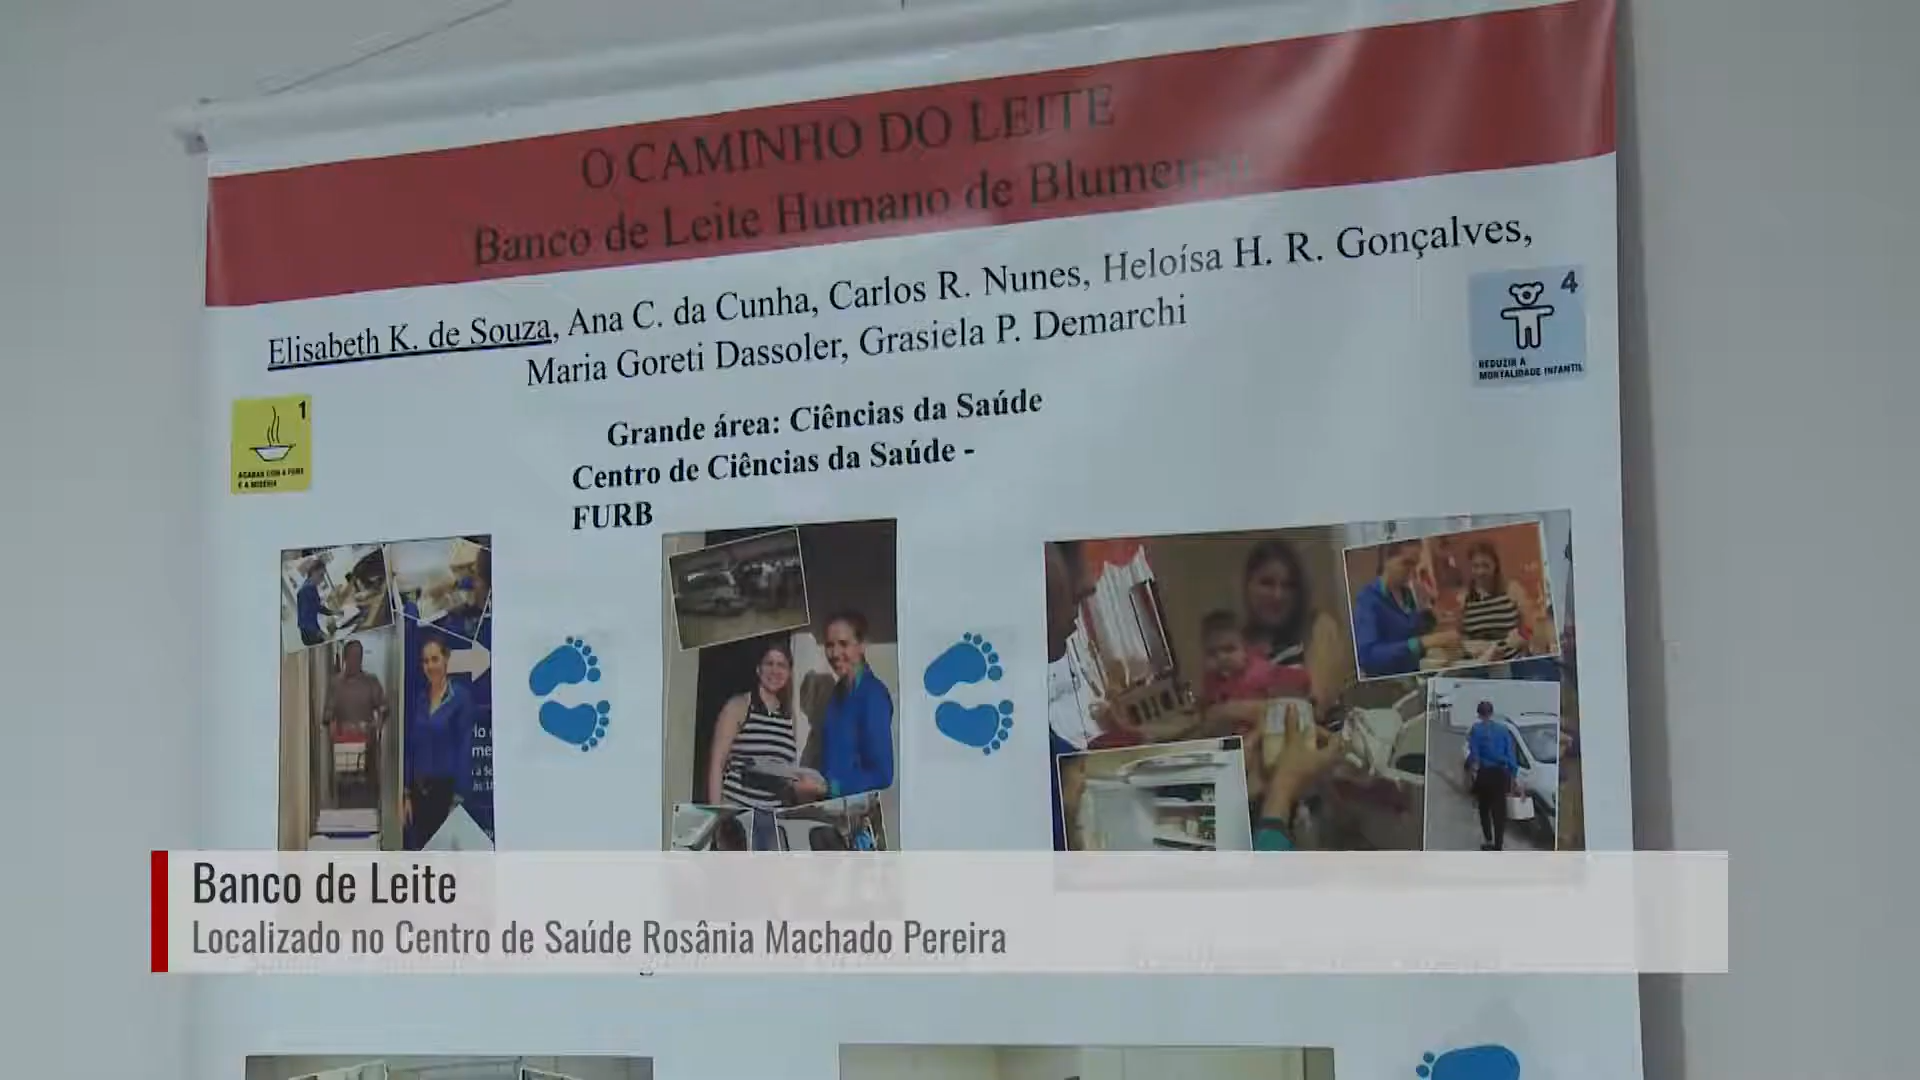 O CAMINHO DO LEITE
Banco de Leite Humano de
Elisabeth K. de Souza, Ana C. da Cunha, Carlos R. Nunes, Heloísa H. R. Gonçalves,
Maria Goreti Dassoler, Grasiela P. Demarchi
4
REDUZIR A
MORTALIDADE INFANTIL
1
ACABAR COM A FOME
E A MISÉRIA
Grande área: Ciências da Saúde
Centro de Ciências da Saúde -
FURB
Banco de Leite
Localizado no Centro de Saúde Rosânia Machado Pereira